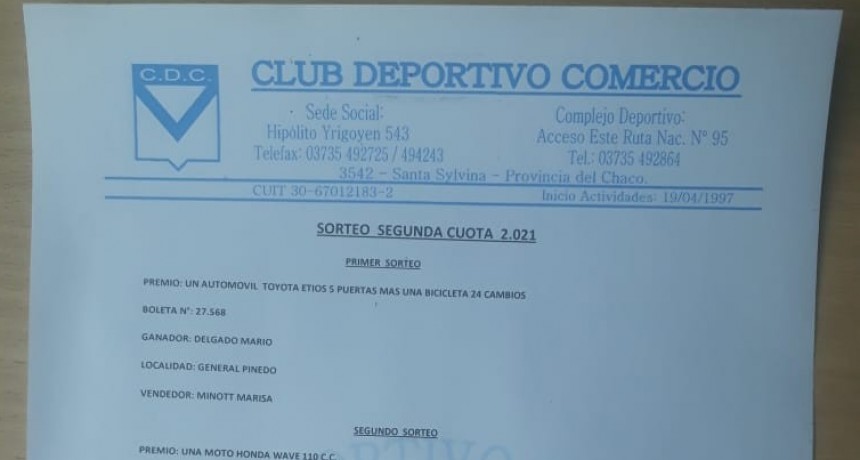 C.D.C.
CLUB DEPORTIVO COMERCIO
Sede Social:
Hipólito Yrigoyen 543
Telefax: 03735 492725 / 494243
Complejo Deportivo:
Acceso Este Ruta Nac. N° 95
Tel.: 03735 492864
3542 - Santa Sylvina - Provincia del Chaco.
CUIT 30-67012183-2
Inicio Actividades: 19/04/1997
SORTEO SEGUNDA CUOTA 2.021
PRIMER SORTEO
PREMIO: UN AUTOMOVIL TOYOTA ETIOS 5 PUERTAS MAS UNA BICICLETA 24 CAMBIOS
BOLETA N°: 27.568
GANADOR: DELGADO MARIO
LOCALIDAD: GENERAL PINEDO
VENDEDOR: MINOTT MARISA
SEGUNDO SORTEO
PREMIO: UNA MOTO HONDA WAVE 110 C.C.